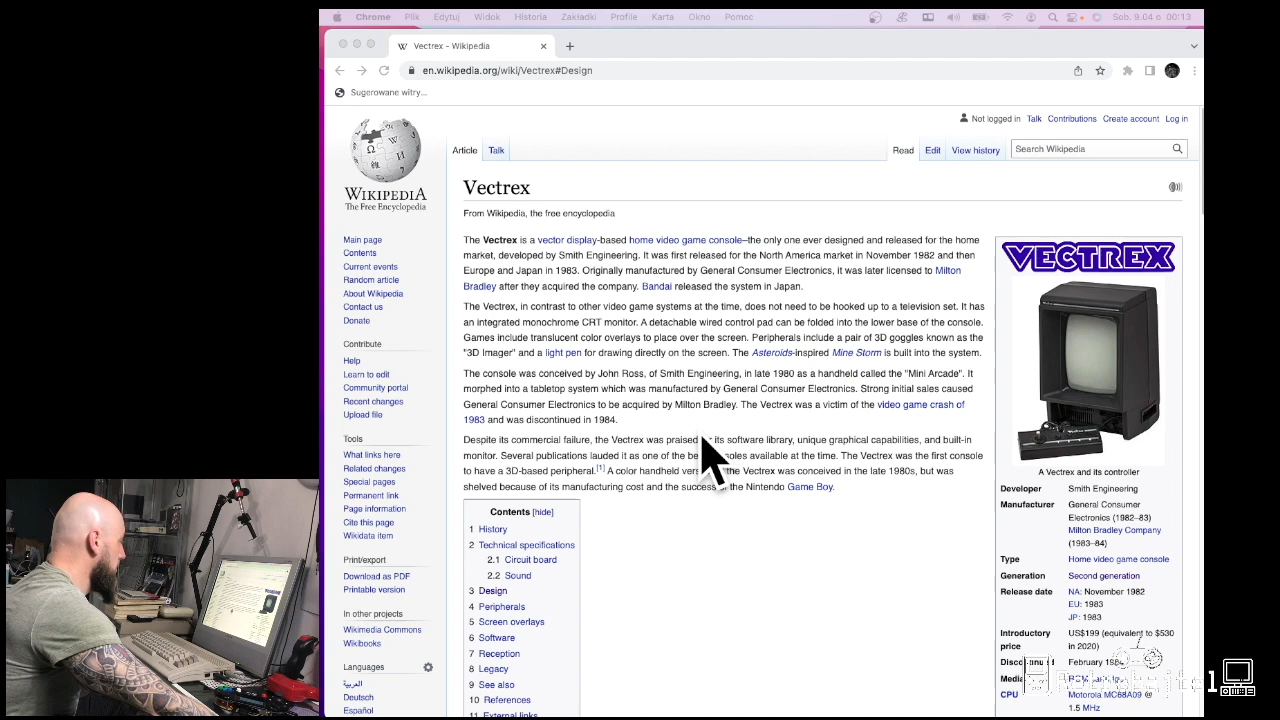 Chrome Plik Edytuj Widok Historia Zakładki Profile Karta Okno Pomoc Sob. 9.04 o 00:13
Vectrex - Wikipedia
en.wikipedia.org/wiki/Vectrex#Design
Sugerowane witry...
Not logged in Talk Contributions Create account Log in
Article Talk Read Edit View history Search Wikipedia
WIKIPEDIA
The Free Encyclopedia
Main page
Contents
Current events
Random article
About Wikipedia
Contact us
Donate
Contribute
Help
Learn to edit
Community portal
Recent changes
Upload file
Tools
What links here
Related changes
Special pages
Permanent link
Page information
Cite this page
Wikidata item
Print/export
Download as PDF
Printable version
In other projects
Wikimedia Commons
Wikibooks
Languages
العربية
Deutsch
Español
Vectrex
From Wikipedia, the free encyclopedia
The Vectrex is a vector display-based home video game console–the only one ever designed and released for the home
market, developed by Smith Engineering. It was first released for the North America market in November 1982 and then
Europe and Japan in 1983. Originally manufactured by General Consumer Electronics, it was later licensed to Milton
Bradley after they acquired the company. Bandai released the system in Japan.
The Vectrex, in contrast to other video game systems at the time, does not need to be hooked up to a television set. It has
an integrated monochrome CRT monitor. A detachable wired control pad can be folded into the lower base of the console.
Games include translucent color overlays to place over the screen. Peripherals include a pair of 3D goggles known as the
"3D Imager" and a light pen for drawing directly on the screen. The Asteroids-inspired Mine Storm is built into the system.
The console was conceived by John Ross, of Smith Engineering, in late 1980 as a handheld called the "Mini Arcade". It
morphed into a tabletop system which was manufactured by General Consumer Electronics. Strong initial sales caused
General Consumer Electronics to be acquired by Milton Bradley. The Vectrex was a victim of the video game crash of
1983 and was discontinued in 1984.
Despite its commercial failure, the Vectrex was praised its software library, unique graphical capabilities, and built-in
monitor. Several publications lauded it as one of the available at the time. The Vectrex was the first console
to have a 3D-based peripheral.[1] A color handheld the Vectrex was conceived in the late 1980s, but was
shelved because of its manufacturing cost and the success the Nintendo Game Boy.
Contents [hide]
1 History
2 Technical specifications
2.1 Circuit board
2.2 Sound
3 Design
4 Peripherals
5 Screen overlays
6 Software
7 Reception
8 Legacy
9 See also
10 References
11 External links
VECTREX
A Vectrex and its controller
Developer Smith Engineering
Manufacturer General Consumer
Electronics (1982–83)
Milton Bradley Company
(1983–84)
Type Home video game console
Generation Second generation
Release date NA: November 1982
EU: 1983
JP: 1983
Introductory US$199 (equivalent to $530
price in 2020)
February
CPU Motorola MC68A09 @
1.5 MHz